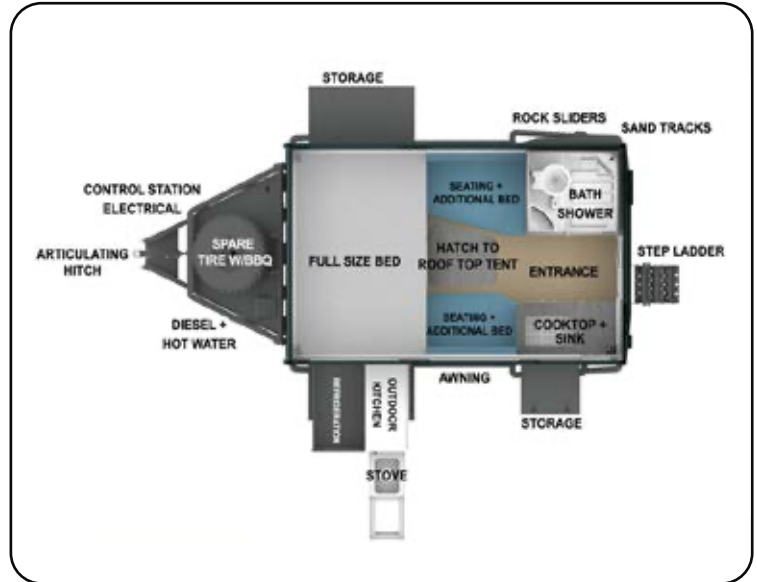 STORAGE
ROCK SLIDERS
SAND TRACKS
CONTROL STATION
ELECTRICAL
SEATING +
ADDITIONAL BED
BATH
SHOWER
ARTICULATING
HITCH
SPARE
TIRE W/BBQ
FULL SIZE BED
HATCH TO
ROOF TOP TENT
ENTRANCE
STEP LADDER
DIESEL +
HOT WATER
SEATING +
ADDITIONAL BED
COOKTOP +
SINK
AWNING
REFRIGERATION
OUTDOOR
KITCHEN
STORAGE
STOVE